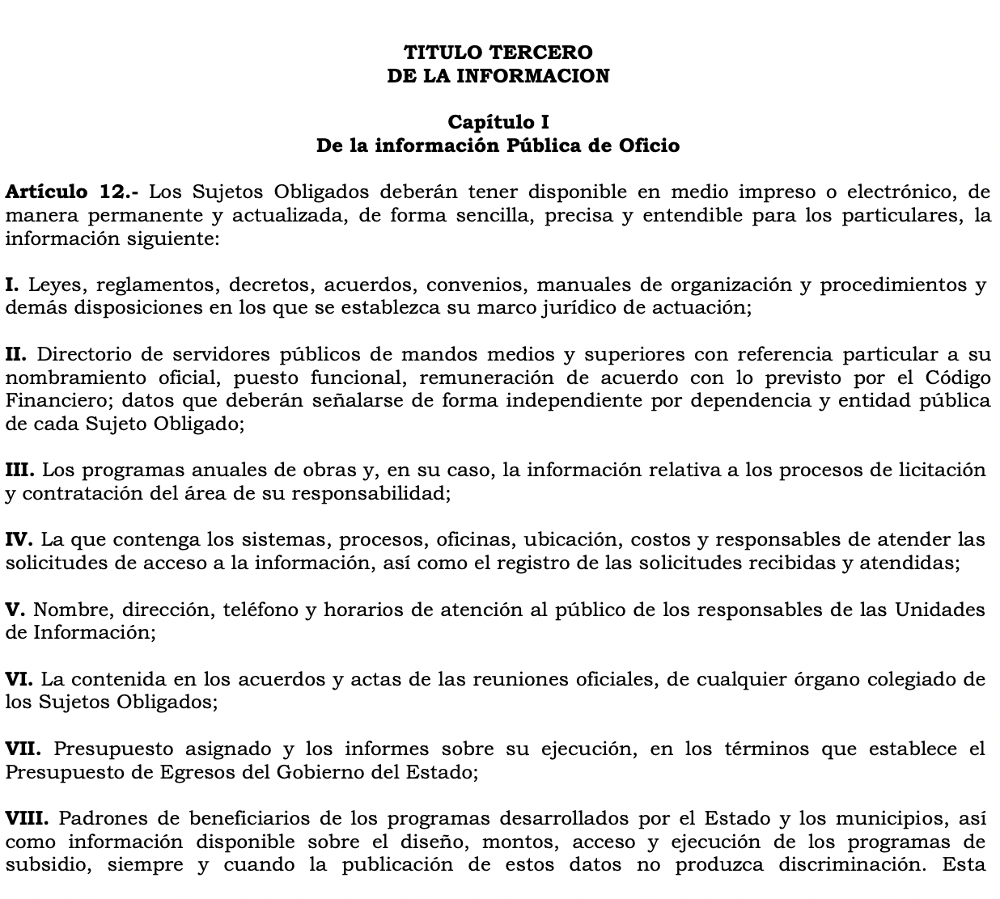 TITULO TERCERO
DE LA INFORMACION
Capítulo I
De la información Pública de Oficio
Artículo 12.- Los Sujetos Obligados deberán tener disponible en medio impreso o electrónico, de
manera permanente y actualizada, de forma sencilla, precisa y entendible para los particulares, la
información siguiente:
I. Leyes, reglamentos, decretos, acuerdos, convenios, manuales de organización y procedimientos y
demás disposiciones en los que se establezca su marco jurídico de actuación;
II. Directorio de servidores públicos de mandos medios y superiores con referencia particular a su
nombramiento oficial, puesto funcional, remuneración de acuerdo con lo previsto por el Código
Financiero; datos que deberán señalarse de forma independiente por dependencia y entidad pública
de cada Sujeto Obligado;
III. Los programas anuales de obras y, en su caso, la información relativa a los procesos de licitación
y contratación del área de su responsabilidad;
IV. La que contenga los sistemas, procesos, oficinas, ubicación, costos y responsables de atender las
solicitudes de acceso a la información, así como el registro de las solicitudes recibidas y atendidas;
V. Nombre, dirección, teléfono y horarios de atención al público de los responsables de las Unidades
de Información;
VI. La contenida en los acuerdos y actas de las reuniones oficiales, de cualquier órgano colegiado de
los Sujetos Obligados;
VII. Presupuesto asignado y los informes sobre su ejecución, en los términos que establece el
Presupuesto de Egresos del Gobierno del Estado;
VIII. Padrones de beneficiarios de los programas desarrollados por el Estado y los municipios, así
como información disponible sobre el diseño, montos, acceso y ejecución de los programas de
subsidio, siempre y cuando la publicación de estos datos no produzca discriminación. Esta